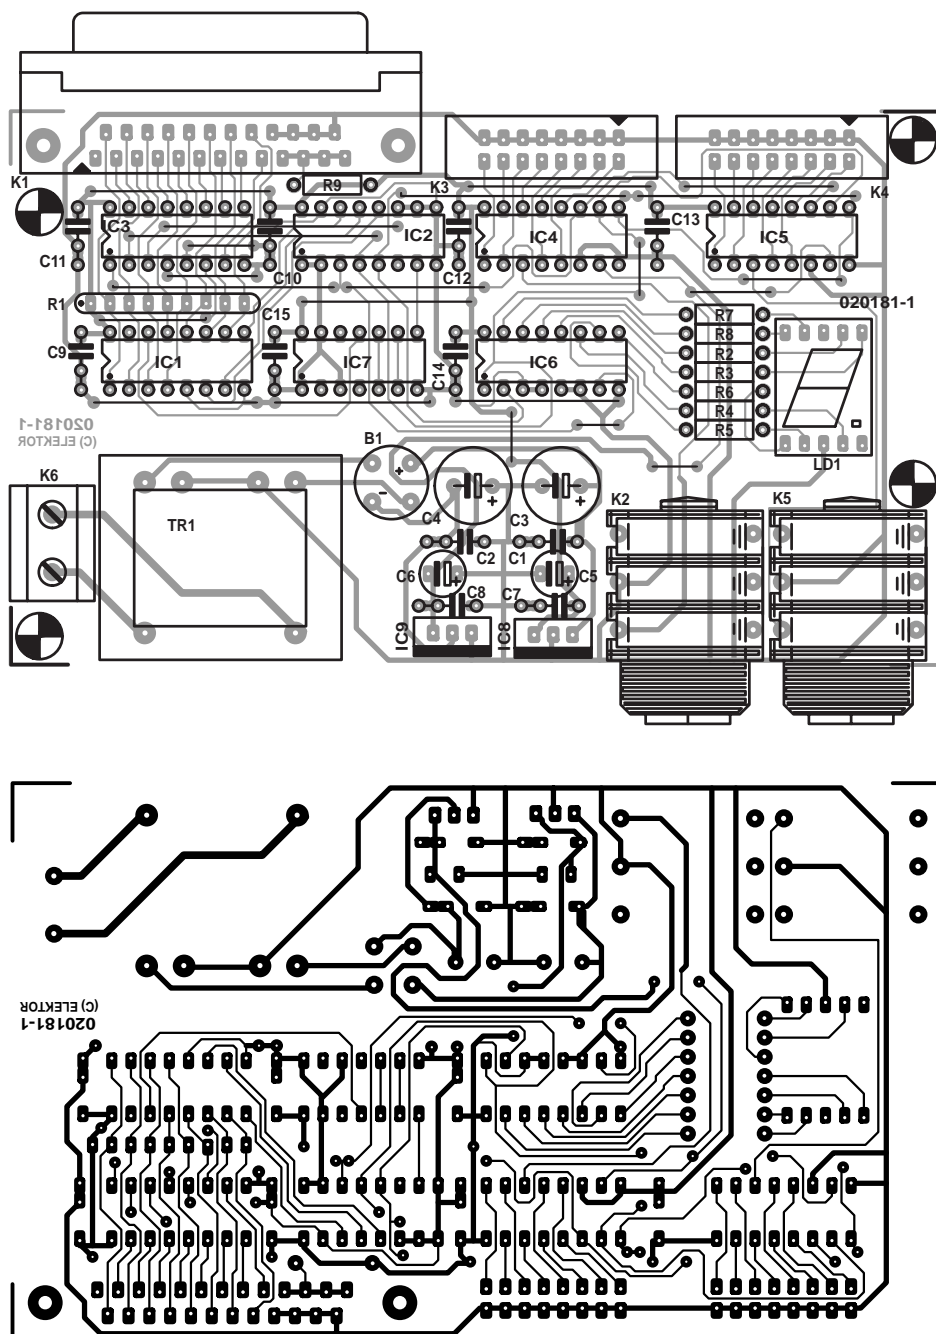 K1
R9
K3
K4
C3
IC2
IC4
C13
IC5
C11
C10
C12
R1
C15
020181-1
R7
R8
C9
IC1
IC7
C14
IC6
R2
R3
R6
R4
R5
LD1
020181-1
(C) ELEKTOR
B1
+
-
K6
TR1
C4
+
C3
+
K2
K5
C2
C1
C6
+
+
C5
C8
C7
IC9
IC8
020181-1
(C) ELEKTOR